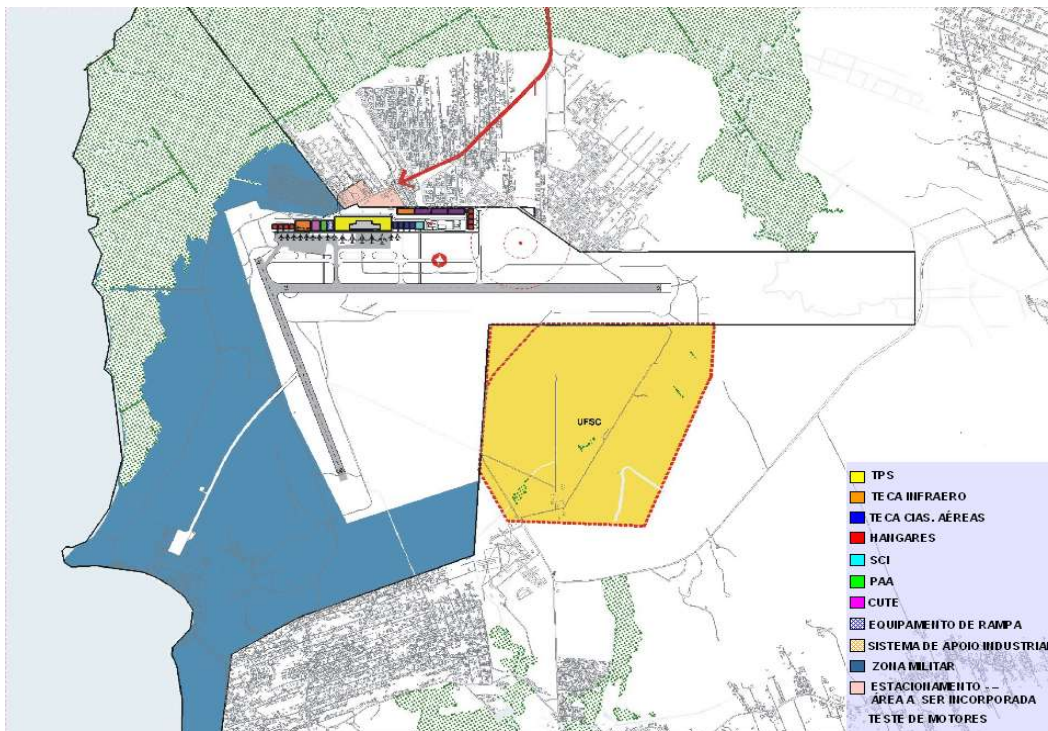 UFSC
TPS
TECA INFRAERO
TECA CIAS. AÉREAS
HANGARES
SCI
PAA
CUTE
EQUIPAMENTO DE RAMPA
SISTEMA DE APOIO INDUSTRIAL
ZONA MILITAR
ESTACIONAMENTO - –
ÁREA A SER INCORPORADA
TESTE DE MOTORES